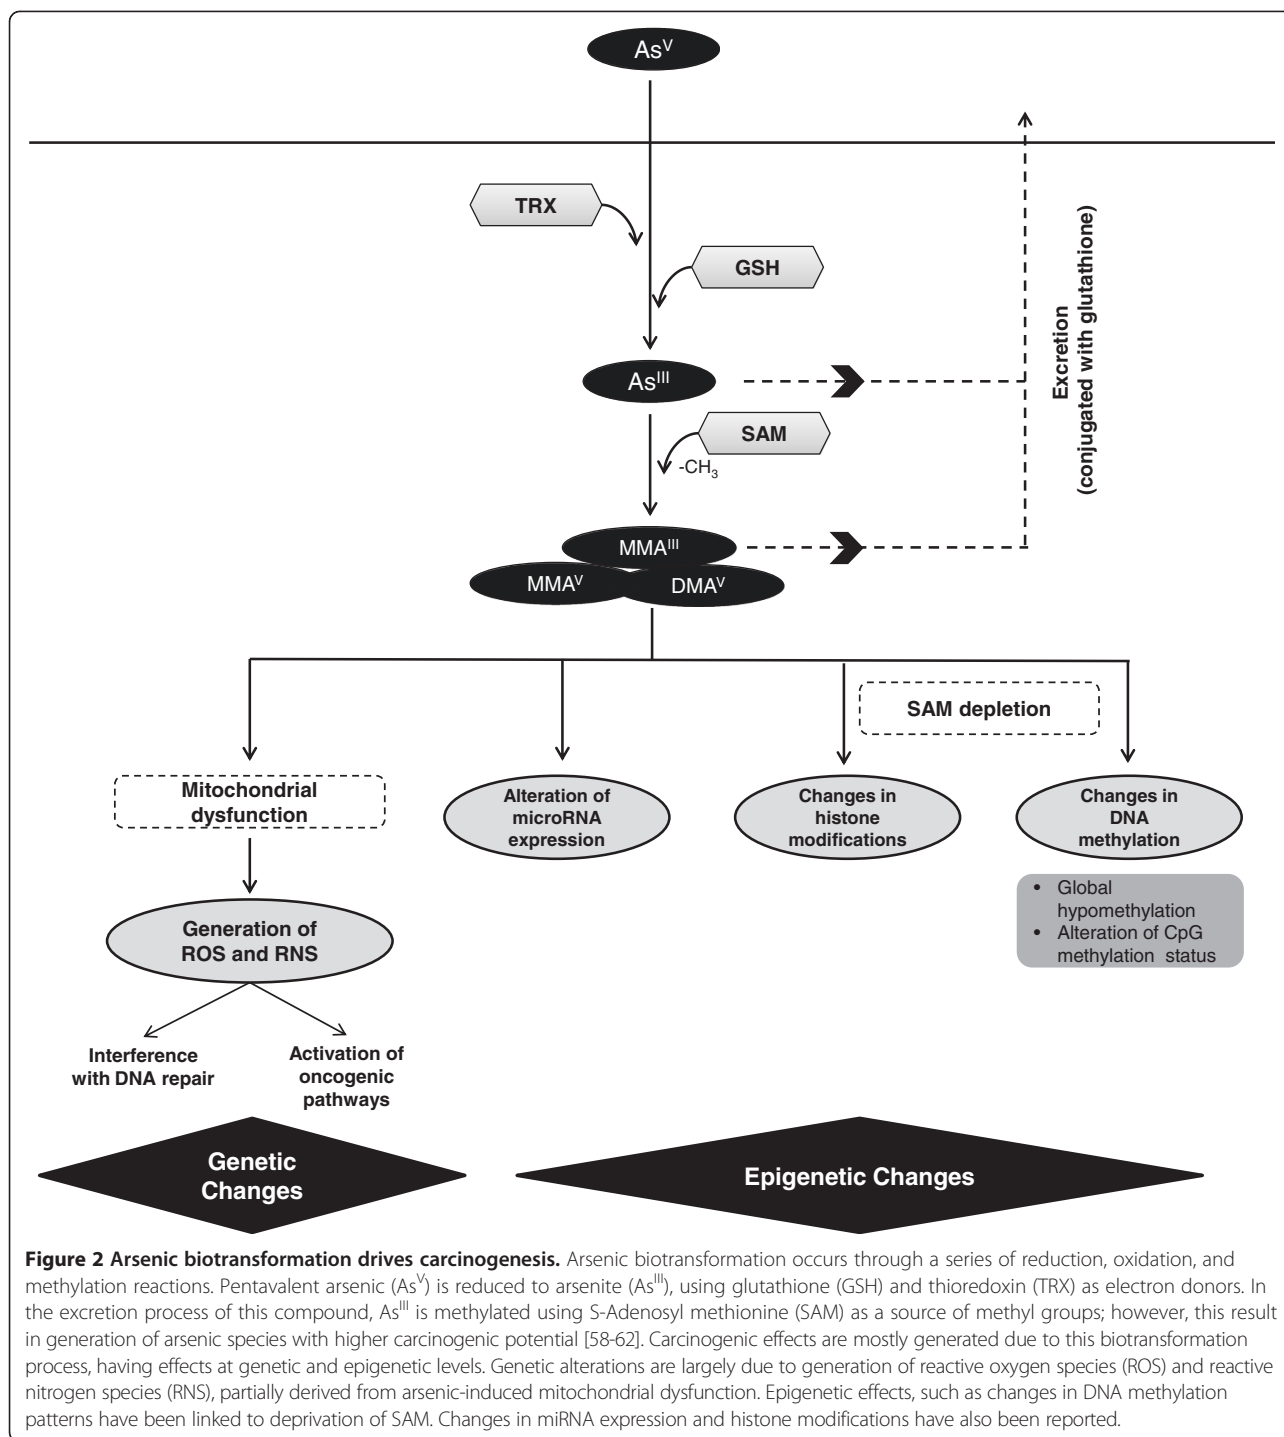 As^V
TRX
GSH
As^III
SAM
-CH₃
Excretion
(conjugated with glutathione)
MMA^III
MMA^V
DMA^V
SAM depletion
Mitochondrial
dysfunction
Alteration of
microRNA
expression
Changes in
histone
modifications
Changes in
DNA
methylation
• Global
hypomethylation
• Alteration of CpG
methylation status
Generation of
ROS and RNS
Interference
with DNA repair
Activation of
oncogenic
pathways
Genetic
Changes
Epigenetic Changes
Figure 2 Arsenic biotransformation drives carcinogenesis. Arsenic biotransformation occurs through a series of reduction, oxidation, and
methylation reactions. Pentavalent arsenic (As^V) is reduced to arsenite (As^III), using glutathione (GSH) and thioredoxin (TRX) as electron donors. In
the excretion process of this compound, As^III is methylated using S-Adenosyl methionine (SAM) as a source of methyl groups; however, this result
in generation of arsenic species with higher carcinogenic potential [58-62]. Carcinogenic effects are mostly generated due to this biotransformation
process, having effects at genetic and epigenetic levels. Genetic alterations are largely due to generation of reactive oxygen species (ROS) and reactive
nitrogen species (RNS), partially derived from arsenic-induced mitochondrial dysfunction. Epigenetic effects, such as changes in DNA methylation
patterns have been linked to deprivation of SAM. Changes in miRNA expression and histone modifications have also been reported.